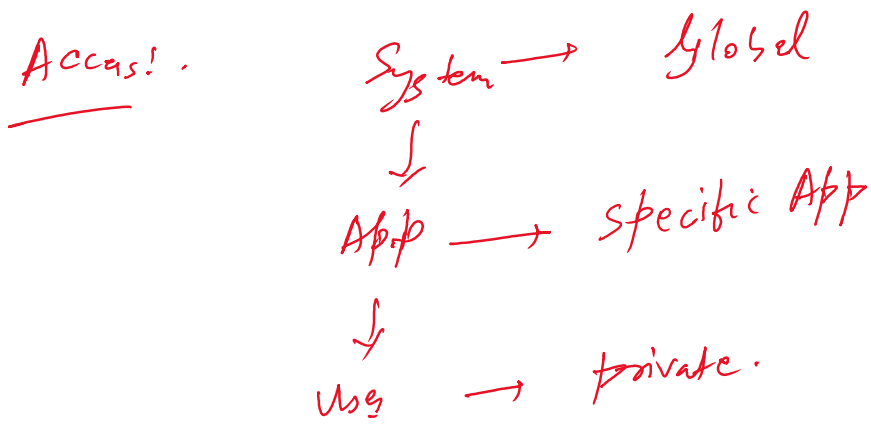 Access! .
System → Global
App → Specific App
User → private.